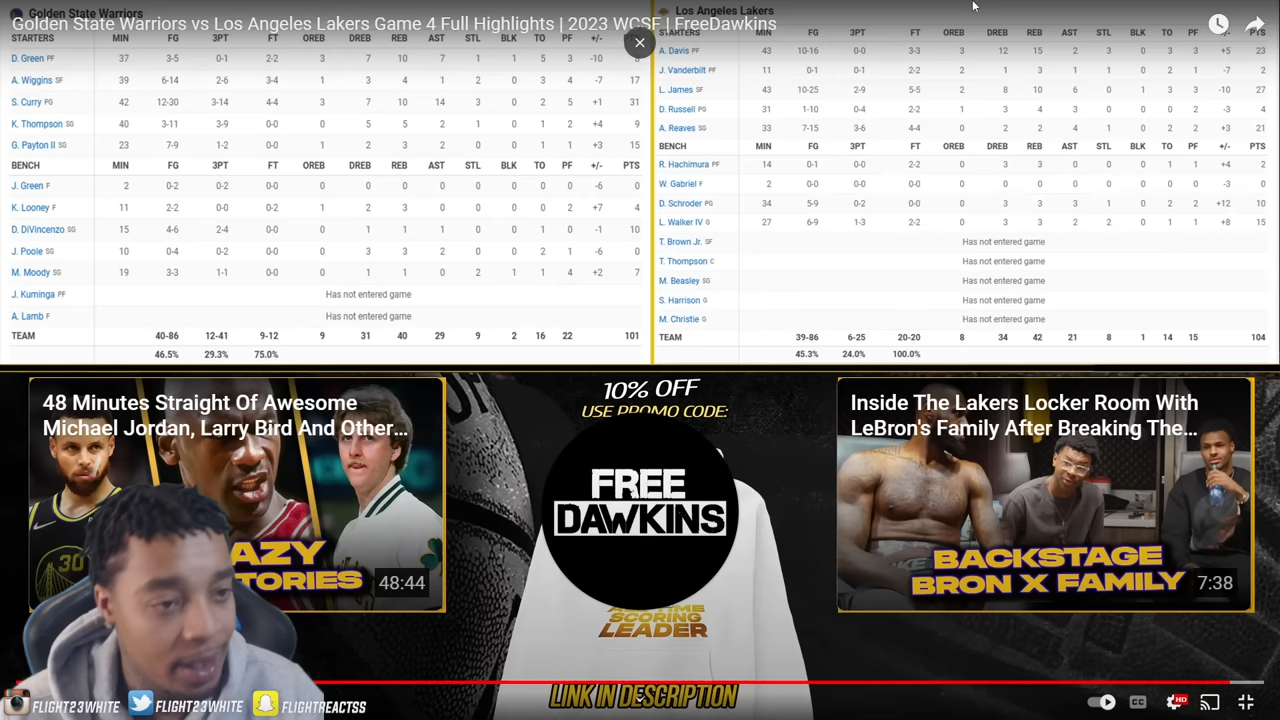 Golden State Warriors
Golden State Warriors vs Los Angeles Lakers Game 4 Full Highlights | 2023 WCSF | FreeDawkins
STARTERS MIN FG 3PT FT OREB DREB REB AST STL BLK TO PF +/- PTS
D. Green PF 37 3-5 0-1 2-2 3 7 10 7 1 1 5 3 -10 8
A. Wiggins SF 39 6-14 2-6 3-4 1 3 4 1 2 0 3 4 -7 17
S. Curry PG 42 12-30 3-14 4-4 3 7 10 14 3 0 2 5 +1 31
K. Thompson SG 40 3-11 3-9 0-0 0 5 5 2 1 0 1 2 +4 9
G. Payton II SG 23 7-9 1-2 0-0 1 2 3 2 0 0 1 1 +3 15
BENCH MIN FG 3PT FT OREB DREB REB AST STL BLK TO PF +/- PTS
J. Green F 2 0-2 0-2 0-0 0 0 0 0 0 0 0 0 -6 0
K. Looney F 11 2-2 0-0 0-2 1 2 3 2 0 0 0 2 +7 4
D. DiVincenzo SG 15 4-6 2-4 0-0 0 1 1 1 0 0 0 0 -1 10
J. Poole SG 10 0-4 0-2 0-0 0 3 3 2 0 0 2 1 -6 0
M. Moody SG 19 3-3 1-1 0-0 0 1 1 0 2 1 1 4 +2 7
J. Kuminga PF Has not entered game
A. Lamb F Has not entered game
TEAM 40-86 12-41 9-12 9 31 40 29 9 2 16 22 101
46.5% 29.3% 75.0%
Los Angeles Lakers
STARTERS MIN FG 3PT FT OREB DREB REB AST STL BLK TO PF +/- PTS
A. Davis PF 43 10-16 0-0 3-3 3 12 15 2 3 2 3 3 +5 23
J. Vanderbilt PF 11 0-1 0-1 2-2 2 1 3 1 1 0 2 1 -7 2
L. James SF 43 10-25 2-9 5-5 2 8 10 6 0 1 3 3 -10 27
D. Russell PG 31 1-10 0-4 2-2 1 3 4 3 0 0 2 2 -3 4
A. Reaves SG 33 7-15 3-6 4-4 0 2 2 4 1 0 2 2 +3 21
BENCH MIN FG 3PT FT OREB DREB REB AST STL BLK TO PF +/- PTS
R. Hachimura PF 14 0-1 0-0 2-2 0 3 3 0 0 0 1 1 +4 2
W. Gabriel F 2 0-0 0-0 0-0 0 0 0 0 0 0 0 0 -3 0
D. Schroder PG 34 5-9 0-2 0-0 0 3 3 3 1 0 2 2 +12 10
L. Walker IV G 27 6-9 1-3 2-2 0 3 3 2 2 0 1 1 +8 15
T. Brown Jr. SF Has not entered game
T. Thompson C Has not entered game
M. Beasley SG Has not entered game
S. Harrison G Has not entered game
M. Christie G Has not entered game
TEAM 39-86 6-25 20-20 8 34 42 21 8 1 14 15 104
45.3% 24.0% 100.0%
48 Minutes Straight Of Awesome
Michael Jordan, Larry Bird And Other...
30
AZY
TORIES
48:44
10% OFF
USE PROMO CODE:
FREE
DAWKINS
SCORING
LEADER
LINK IN DESCRIPTION
Inside The Lakers Locker Room With
LeBron's Family After Breaking The...
BACKSTAGE
BRON X FAMILY
7:38
FLIGHT23WHITE
FLIGHT23WHITE
FLIGHTREACTSS
CC
HD